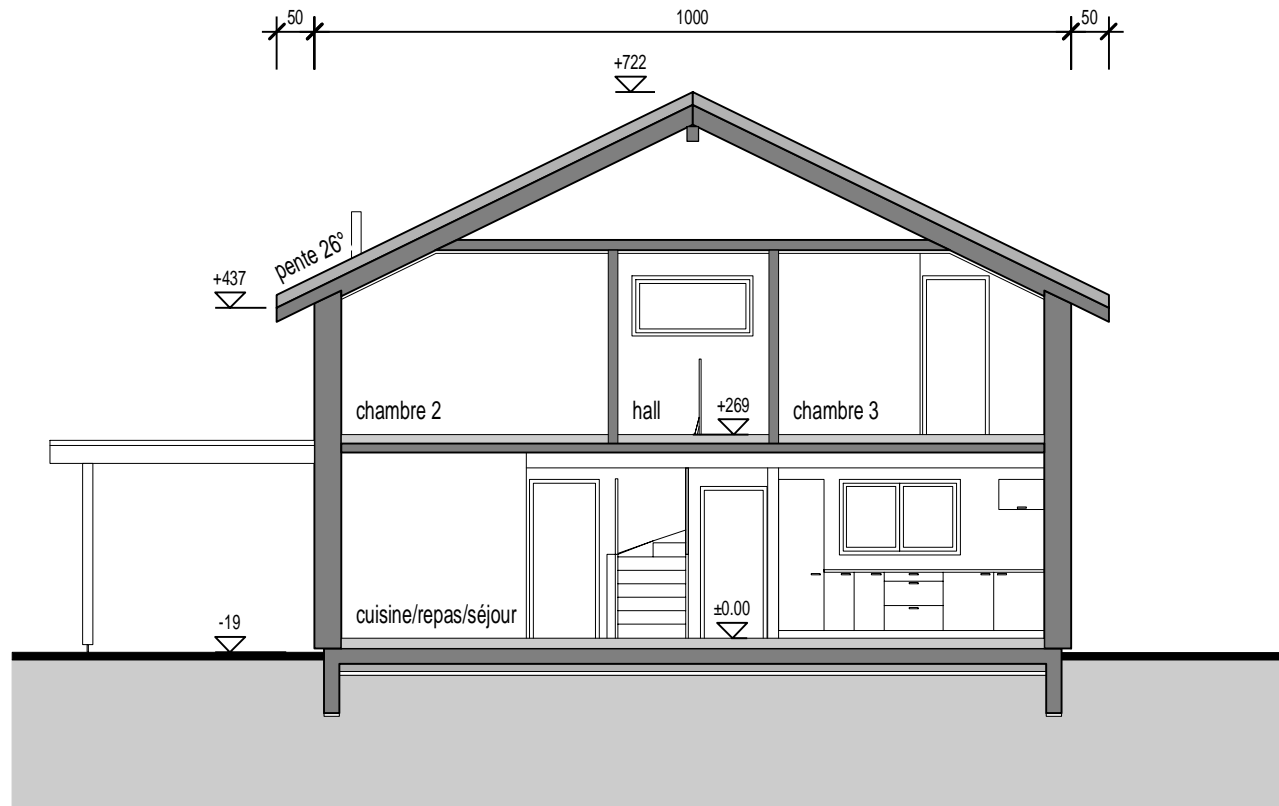 50
1000
50
+722
pente 26°
+437
chambre 2
hall
+269
chambre 3
cuisine/repas/séjour
±0.00
-19